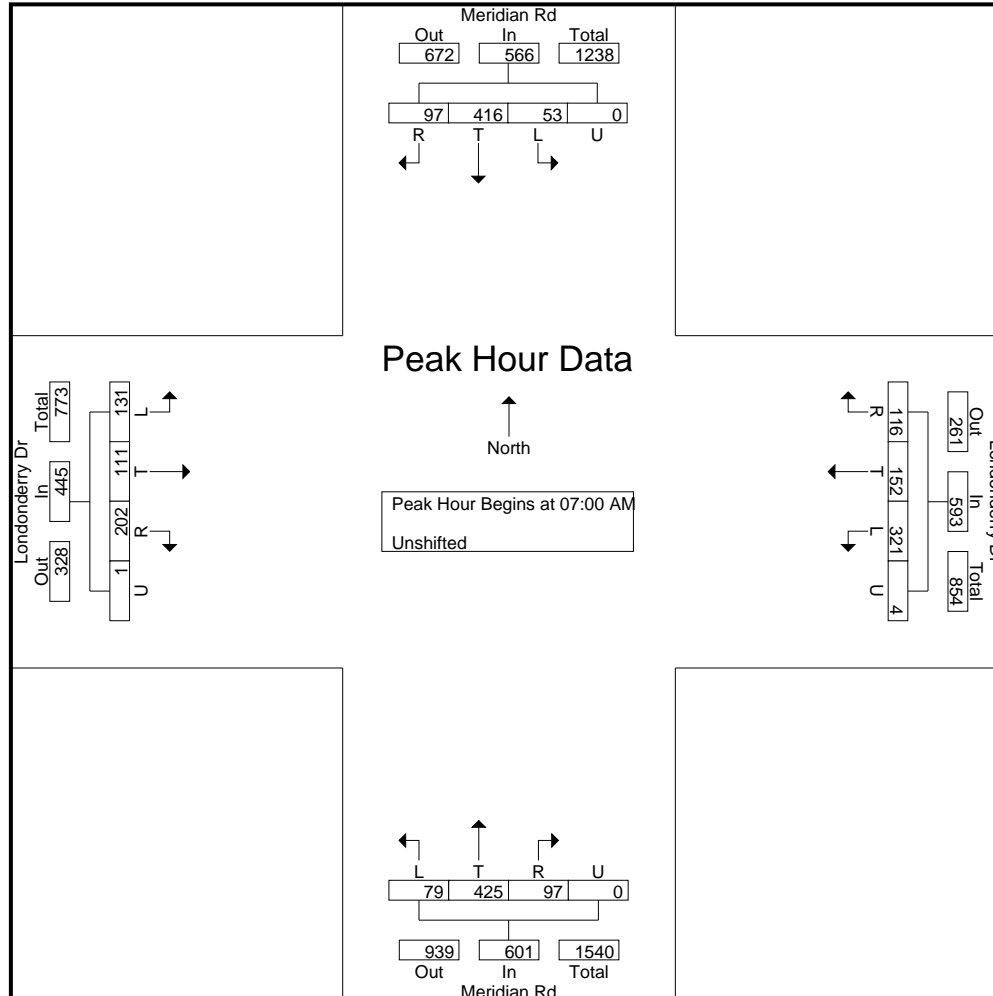 Meridian Rd
Out In Total
672 566 1238
97 416 53 0
R T L U
Peak Hour Data
North
Peak Hour Begins at 07:00 AM
Unshifted
Londonderry Dr
Total In Out
773 445 328
131 111 202 1
L T R U
R T L U
116 152 321 4
261 593 854
Out In Total
L T R U
79 425 97 0
939 601 1540
Out In Total
Meridian Rd